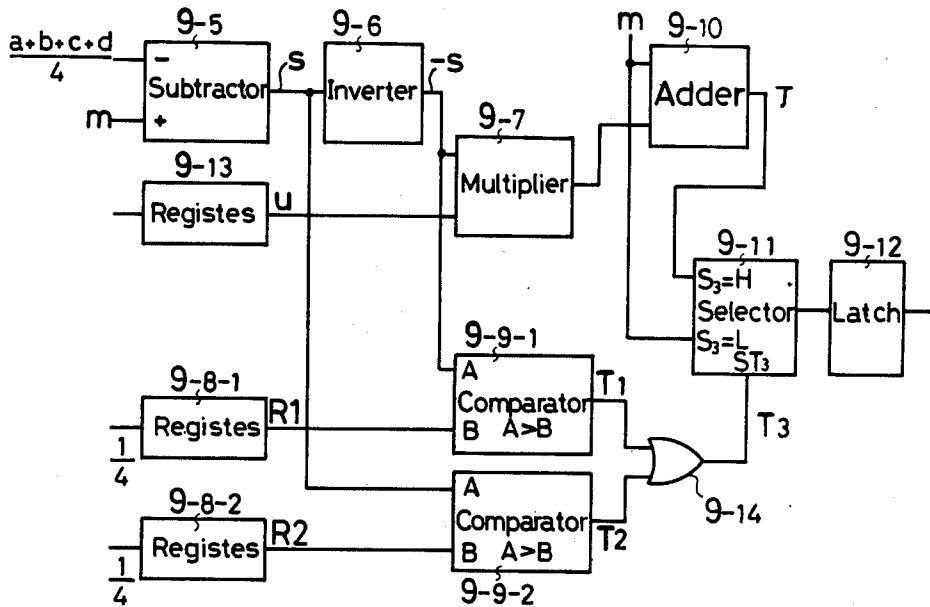 9-5
9-6
m
9-10
a+b+c+d
4
−
Subtractor
m
+
s
Inverter
-s
Adder
J
9-7
Multiplier
9-13
Registes
u
9-11
S3=H
Selector
S3=L
ST3
9-12
Latch
9-9-1
A
Comparator
B A>B
T1
9-8-1
Registes
R1
1
4
T3
9-14
A
Comparator
B A>B
T2
9-9-2
9-8-2
Registes
R2
1
4